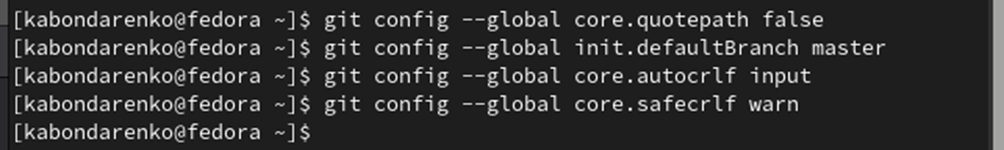 [kabondarenko@fedora ~]$ git config --global core.quotepath false
[kabondarenko@fedora ~]$ git config --global init.defaultBranch master
[kabondarenko@fedora ~]$ git config --global core.autocrlf input
[kabondarenko@fedora ~]$ git config --global core.safecrlf warn
[kabondarenko@fedora ~]$